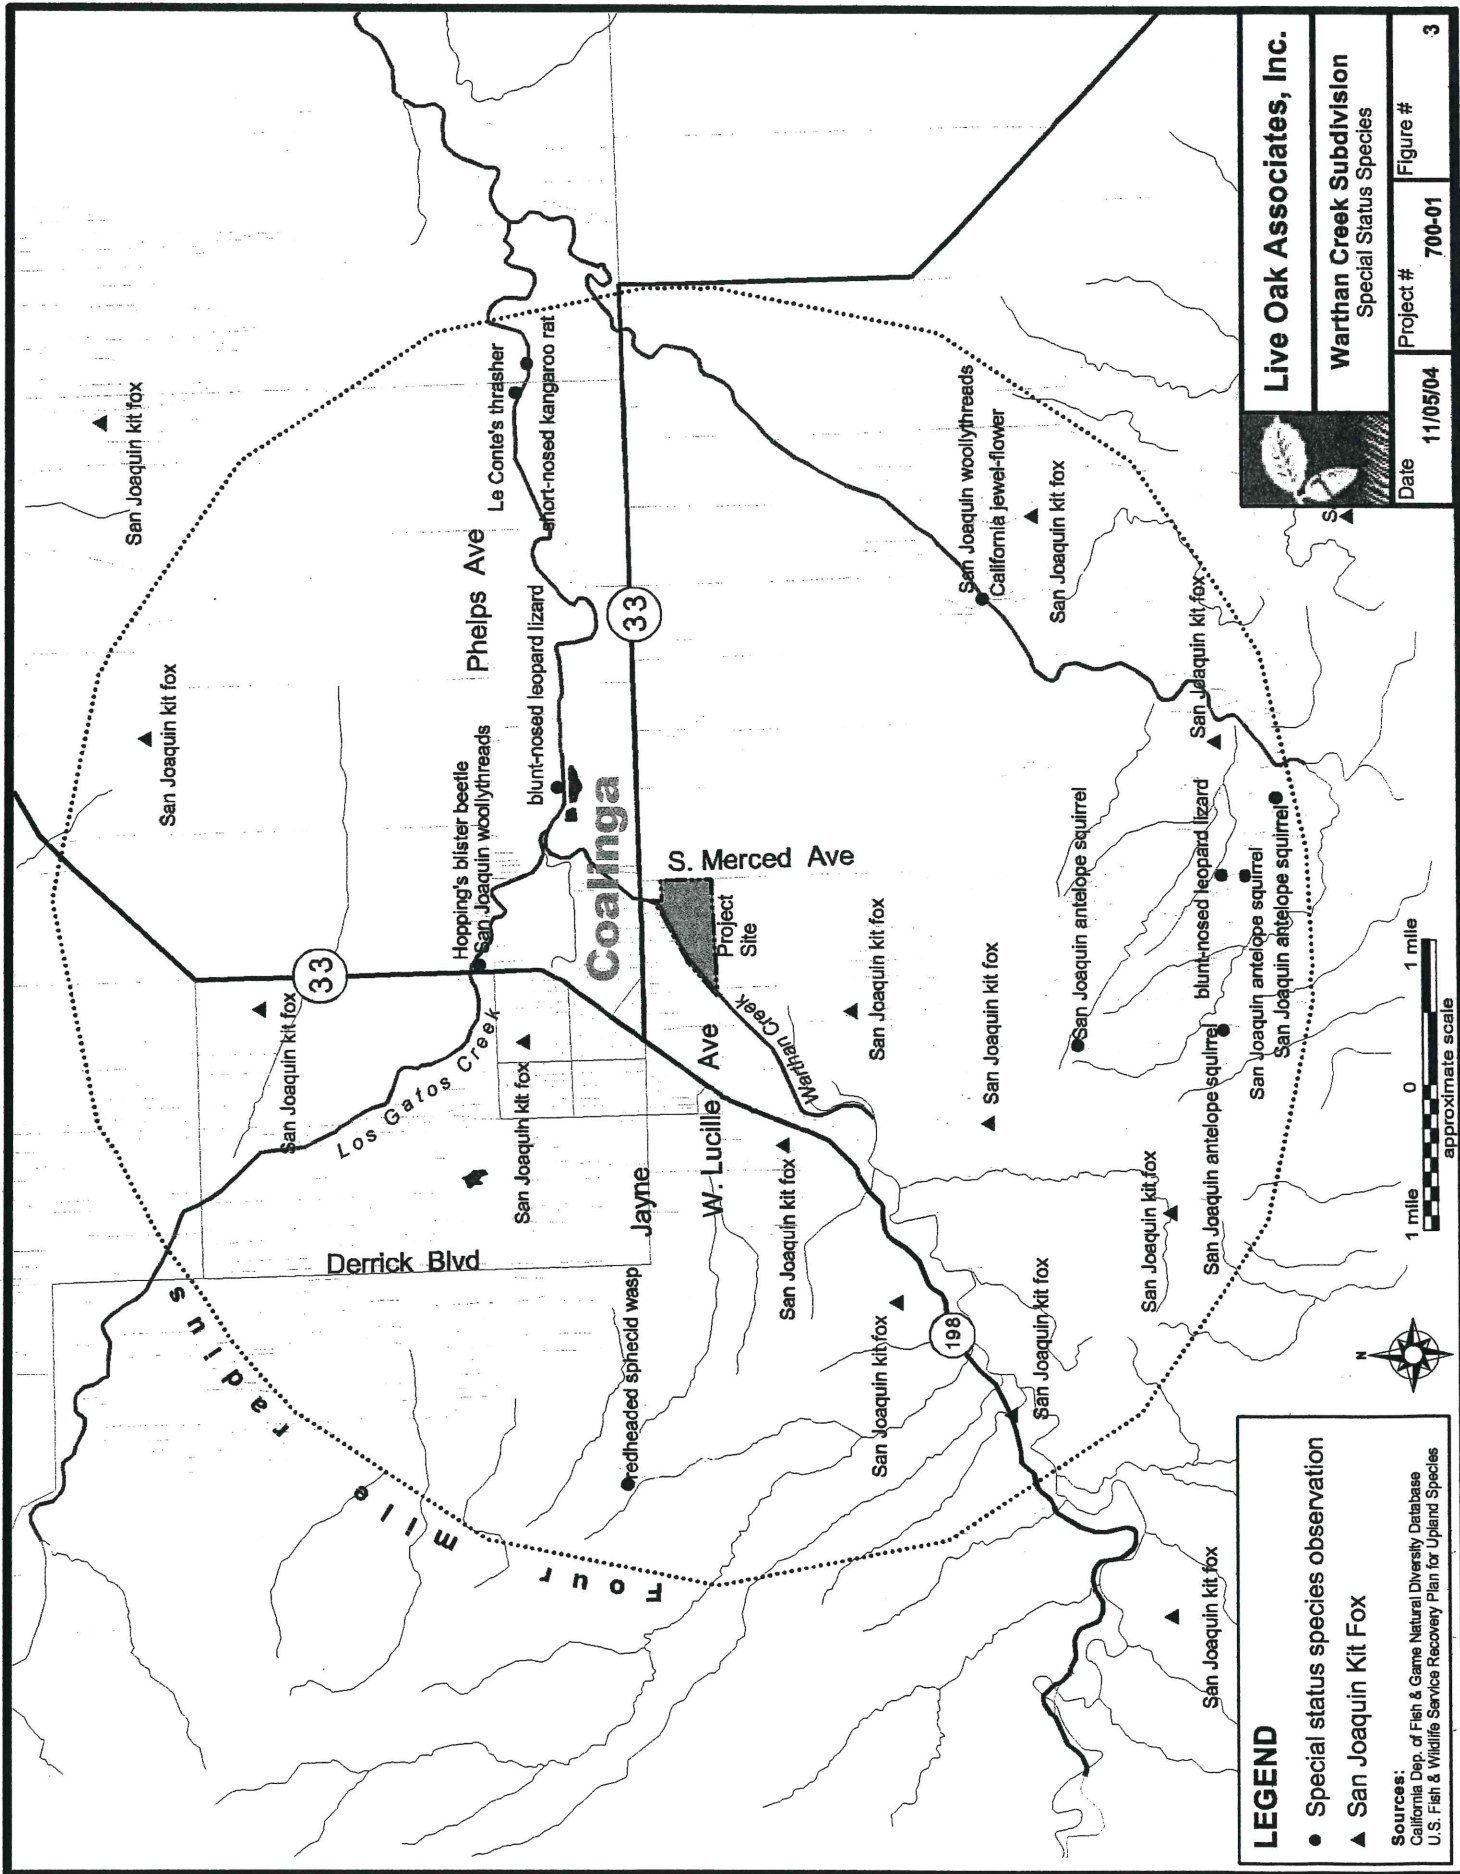 Four mile radius
Derrick Blvd
Los Gatos Creek
33
San Joaquin kit fox
San Joaquin kit fox
San Joaquin kit fox
San Joaquin kit fox
Hopping's blister beetle
San Joaquin woollythreads
Phelps Ave
Le Conte's thrasher
short-nosed kangaroo rat
blunt-nosed leopard lizard
Coalinga
33
redheaded sphecid wasp
Jayne
W. Lucille Ave
S. Merced Ave
Project
Site
Warthan Creek
San Joaquin kit fox
San Joaquin kit fox
San Joaquin kit fox
198
San Joaquin kit fox
San Joaquin kit fox
San Joaquin woollythreads
California jewel-flower
San Joaquin kit fox
San Joaquin antelope squirrel
San Joaquin kit fox
San Joaquin kit fox
San Joaquin antelope squirrel
blunt-nosed leopard lizard
San Joaquin kit fox
San Joaquin antelope squirrel
San Joaquin antelope squirrel
S
LEGEND
Special status species observation
San Joaquin Kit Fox
Sources:
California Dep. of Fish & Game Natural Diversity Database
U.S. Fish & Wildlife Service Recovery Plan for Upland Species
N
1 mile 0 1 mile
approximate scale
Live Oak Associates, Inc.
Warthan Creek Subdivision
Special Status Species
Date Project # Figure #
11/05/04 700-01 3